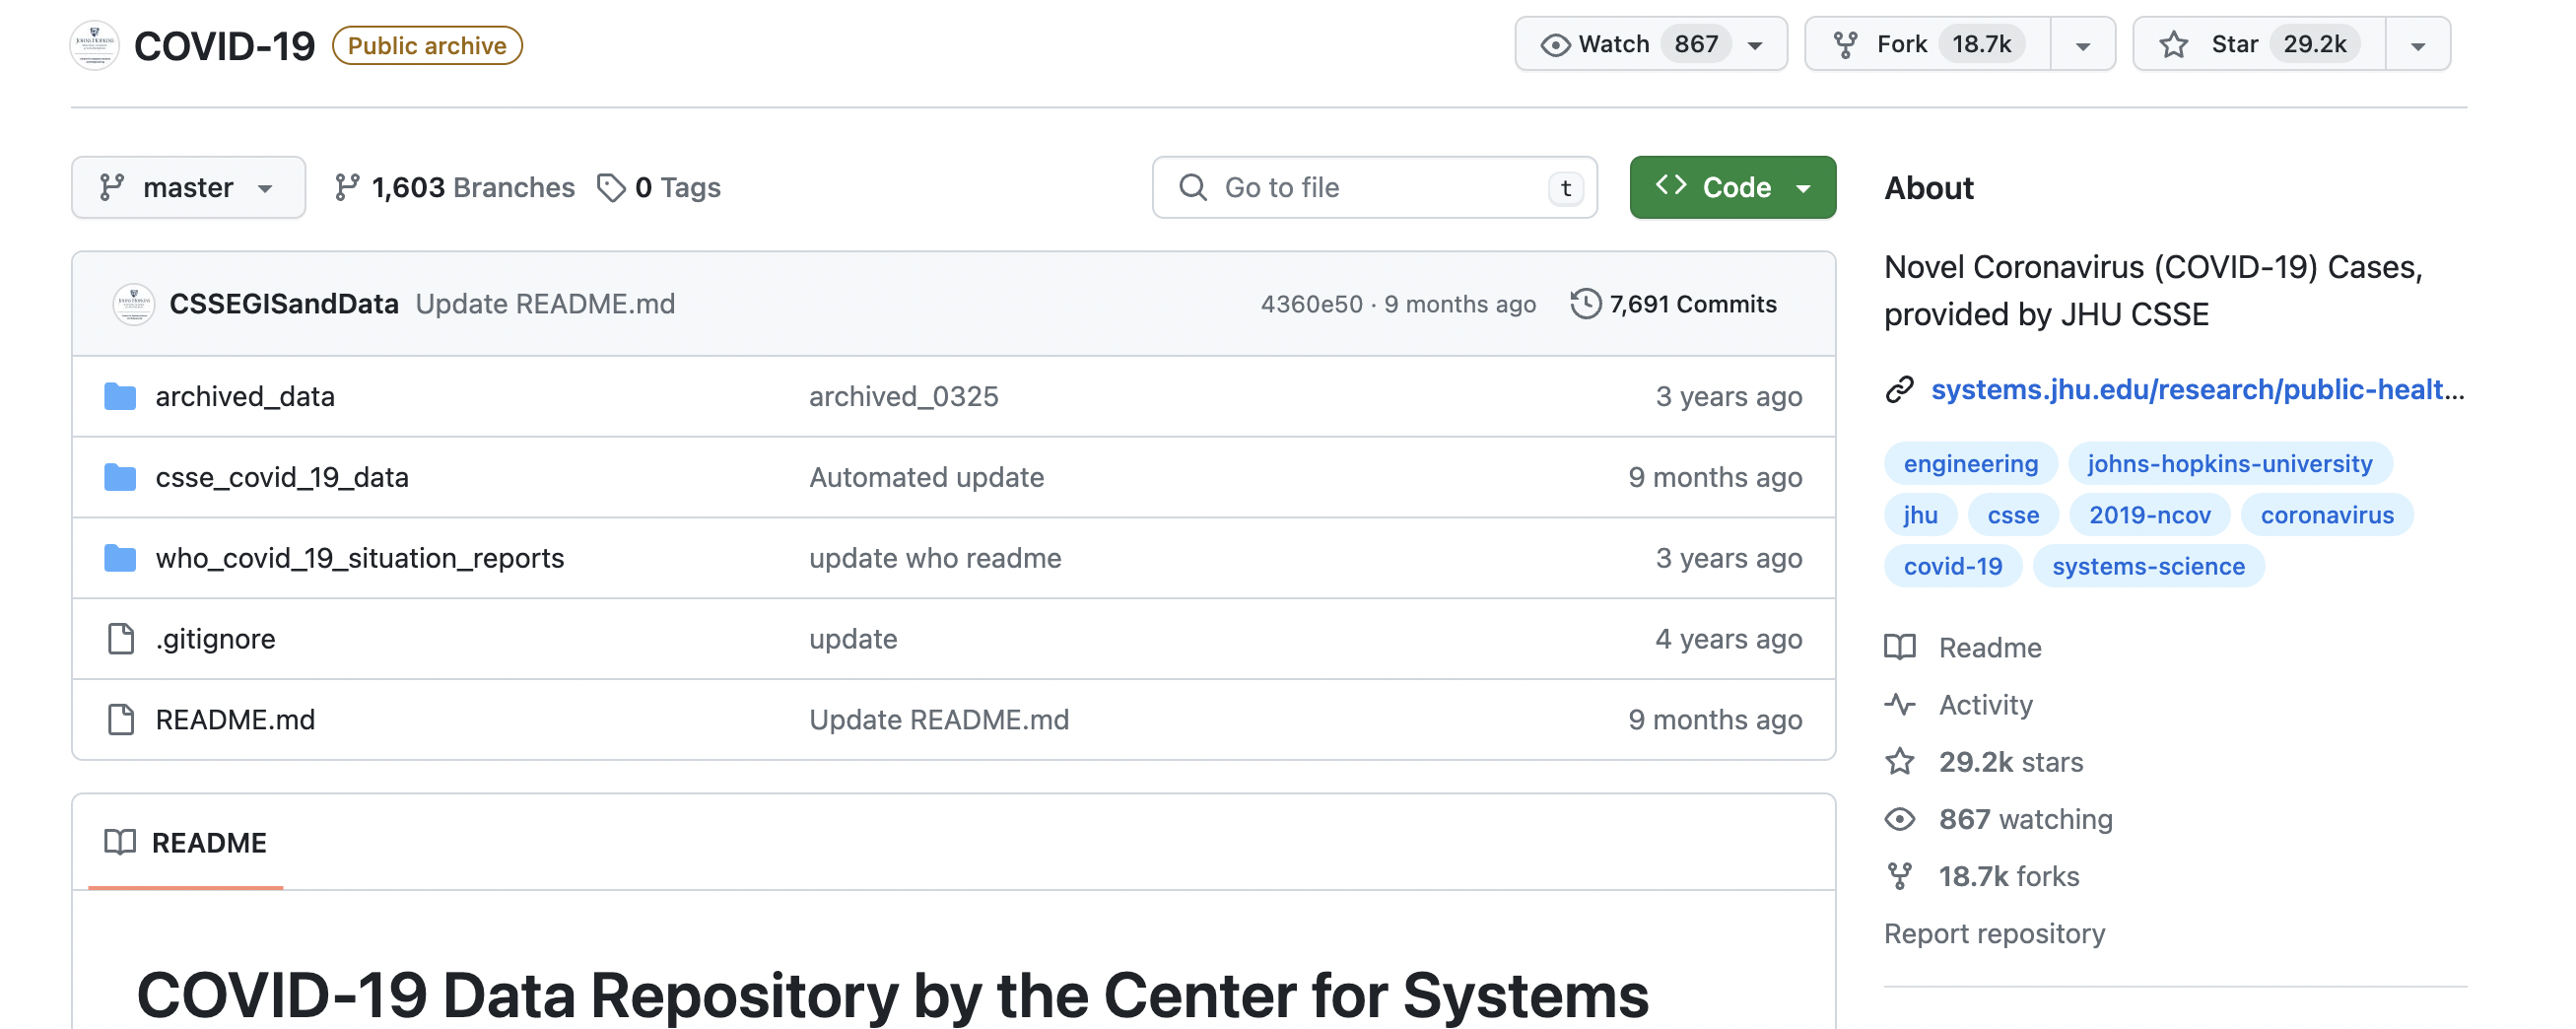 COVID-19 Public archive Watch 867 Fork 18.7k Star 29.2k
master 1,603 Branches 0 Tags Go to file t Code
CSSEGISandData Update README.md 4360e50 · 9 months ago 7,691 Commits
archived_data archived_0325 3 years ago
csse_covid_19_data Automated update 9 months ago
who_covid_19_situation_reports update who readme 3 years ago
.gitignore update 4 years ago
README.md Update README.md 9 months ago
README
COVID-19 Data Repository by the Center for Systems
About
Novel Coronavirus (COVID-19) Cases,
provided by JHU CSSE
systems.jhu.edu/research/public-healt...
engineering johns-hopkins-university
jhu csse 2019-ncov coronavirus
covid-19 systems-science
Readme
Activity
29.2k stars
867 watching
18.7k forks
Report repository